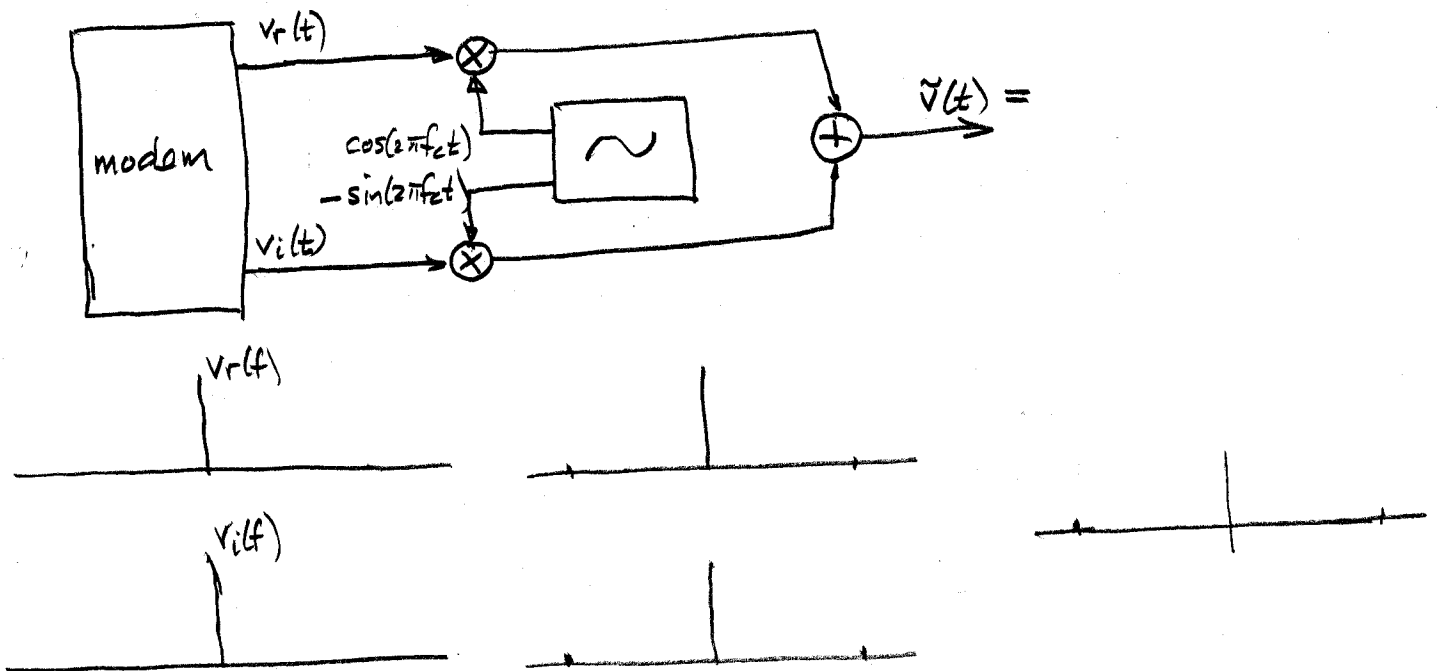 vr(t)
ṽ(t) =
cos(2πfct)
modem
- sin(2πfct)
vi(t)
Vr(f)
Vi(f)